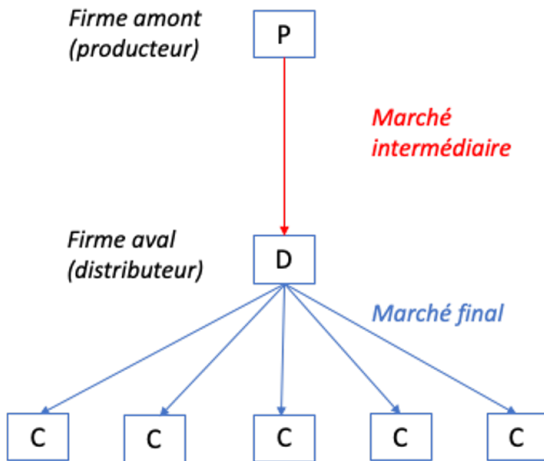 Firme amont
(producteur)
P
Marché
intermédiaire
Firme aval
(distributeur)
D
Marché final
C
C
C
C
C